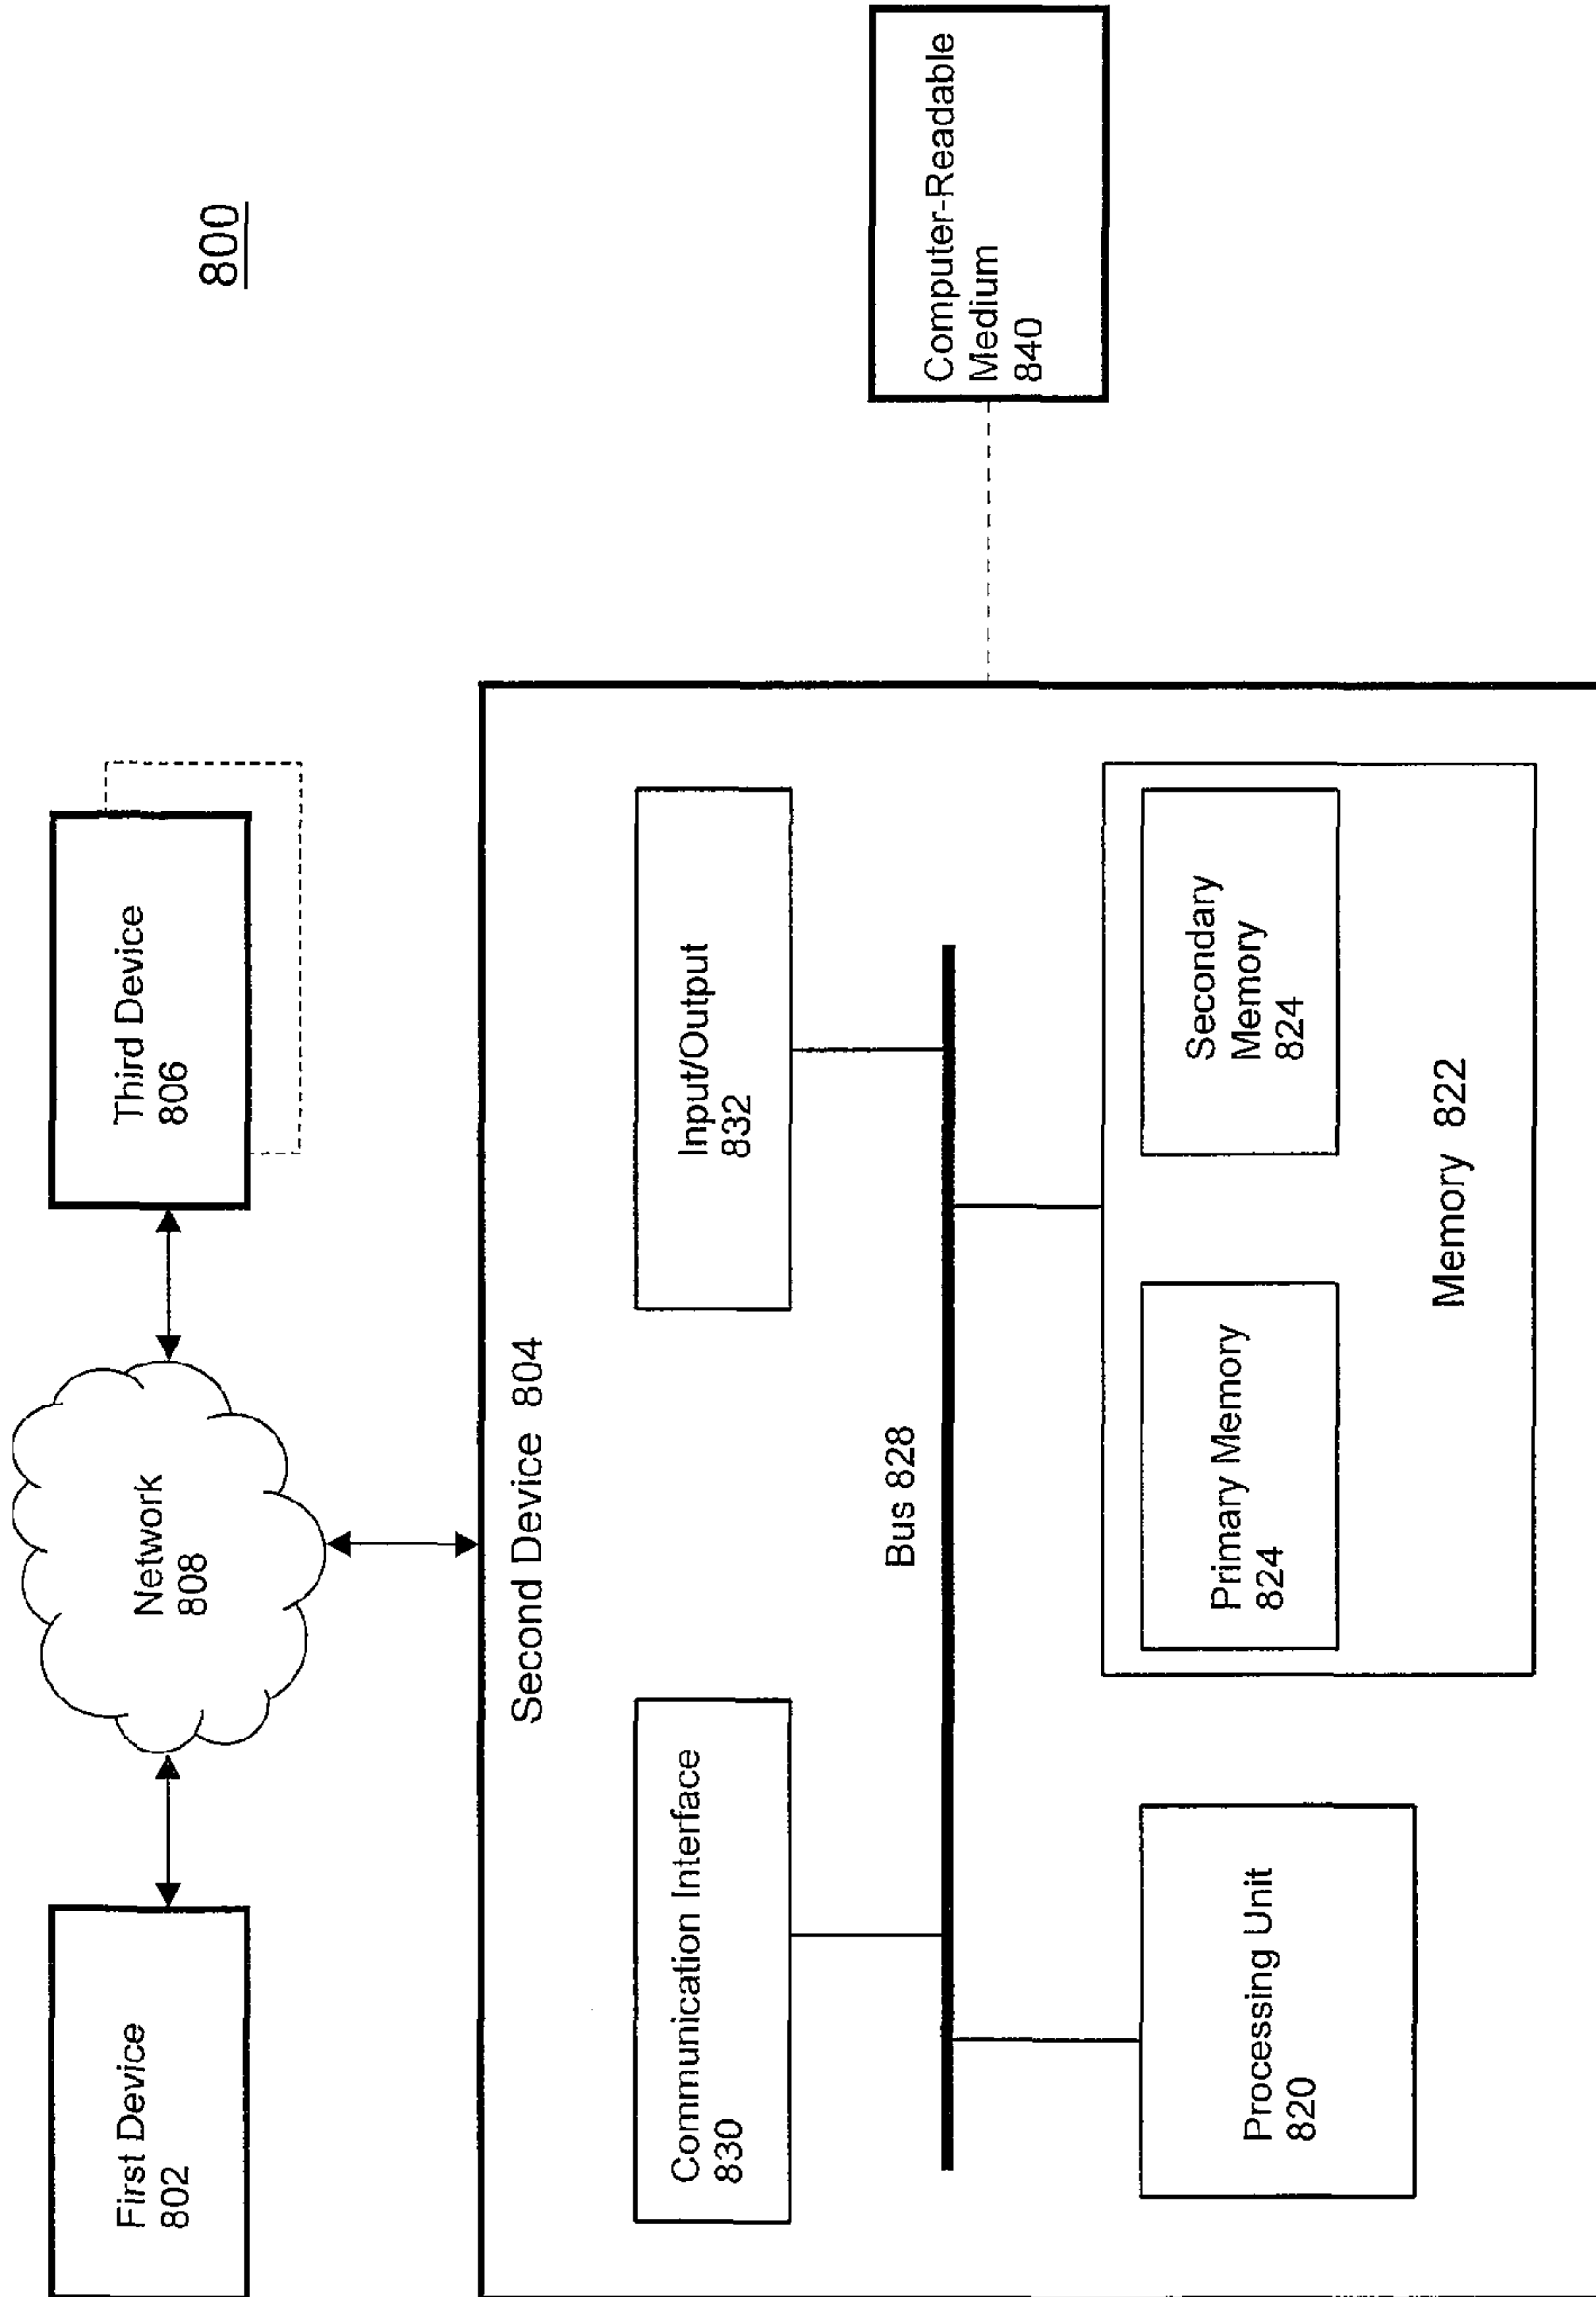 800
First Device
802
Network
808
Third Device
806
Second Device 804
Communication Interface
830
Input/Output
832
Bus 828
Processing Unit
820
Primary Memory
824
Secondary
Memory
824
Memory 822
Computer-Readable
Medium
840